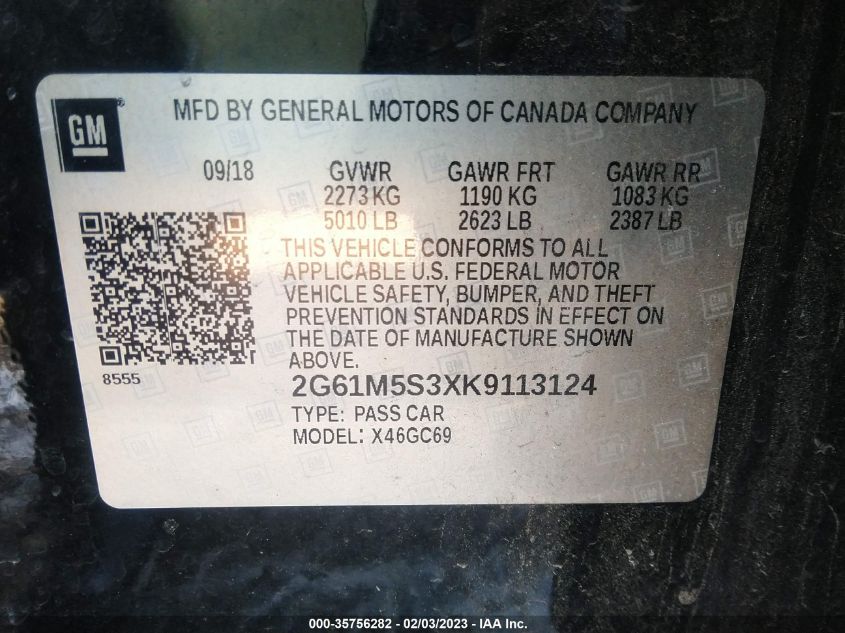 GM
MFD BY GENERAL MOTORS OF CANADA COMPANY
09/18 GVWR GAWR FRT GAWR RR
2273 KG 1190 KG 1083 KG
5010 LB 2623 LB 2387 LB
THIS VEHICLE CONFORMS TO ALL
APPLICABLE U.S. FEDERAL MOTOR
VEHICLE SAFETY, BUMPER, AND THEFT
PREVENTION STANDARDS IN EFFECT ON
THE DATE OF MANUFACTURE SHOWN
ABOVE.
8555
2G61M5S3XK9113124
TYPE: PASS CAR
MODEL: X46GC69
000-35756282 - 02/03/2023 - IAA Inc.